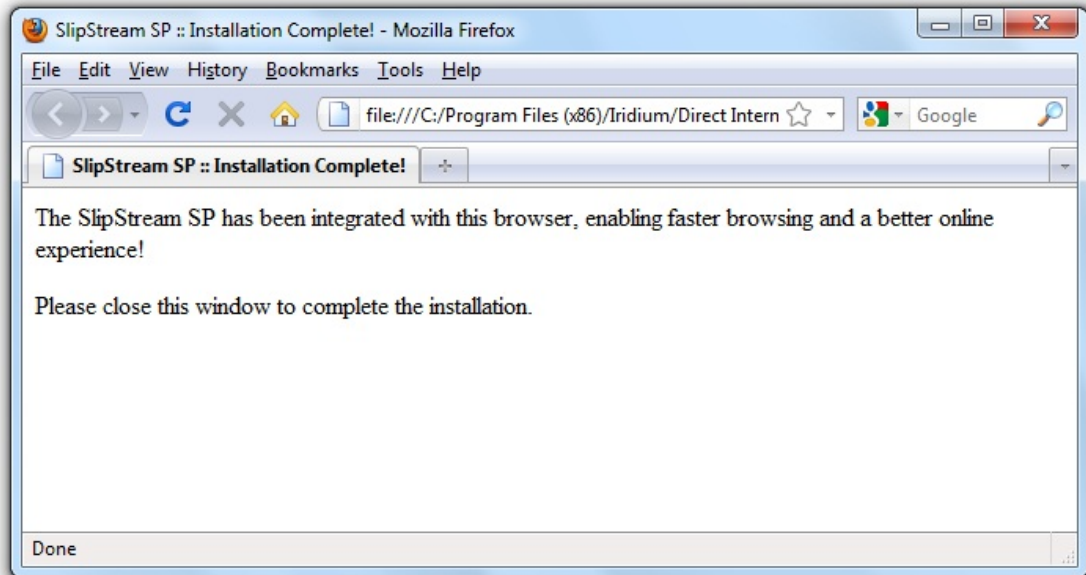 SlipStream SP :: Installation Complete! - Mozilla Firefox
File Edit View History Bookmarks Tools Help
file:///C:/Program Files (x86)/Iridium/Direct Intern Google
SlipStream SP :: Installation Complete!
The SlipStream SP has been integrated with this browser, enabling faster browsing and a better online
experience!
Please close this window to complete the installation.
Done